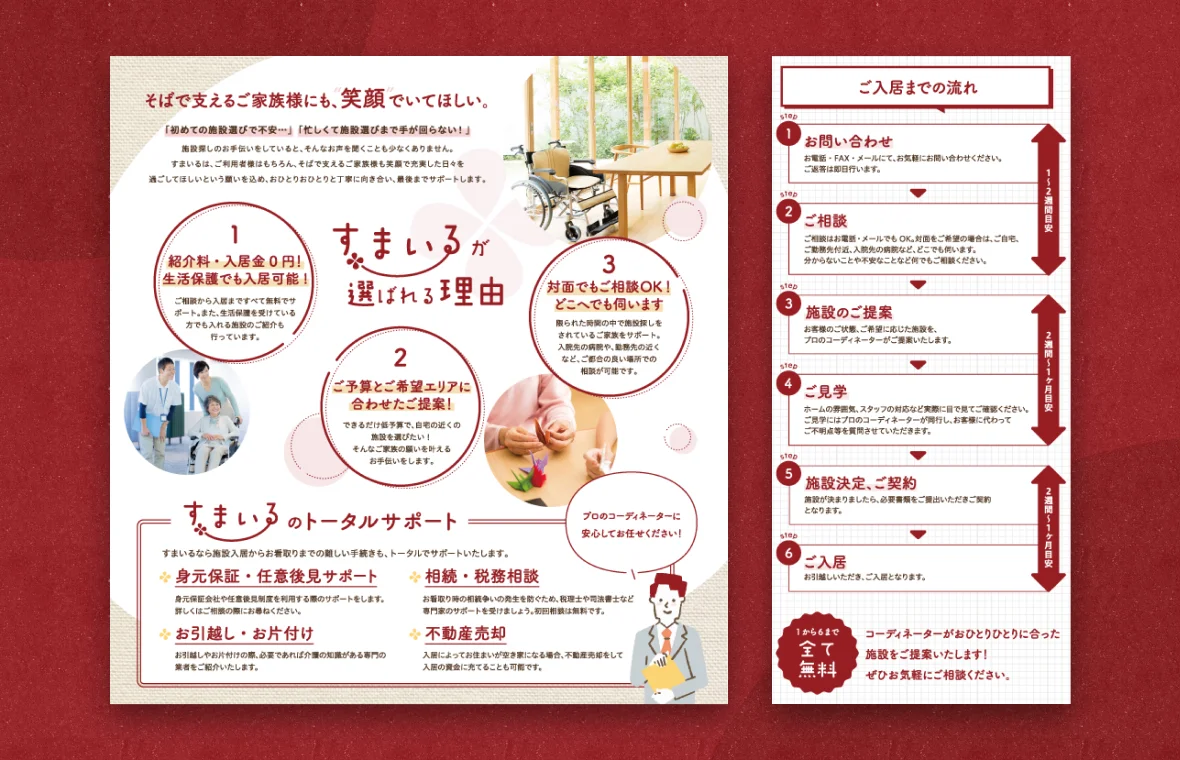 そばで支えるご家族様にも、“笑顔”でいてほしい。
「初めての施設選びで不安…」「忙しくて施設選びまで手が回らない！」
施設探しのお手伝いをしていると、そんなお声を聞くことも少なくありません。
すまいるは、ご利用者様はもちろん、そばで支えるご家族様も笑顔で充実した日々を
過ごしてほしいという願いを込め、おひとりおひとりと丁寧に向き合い、最後までサポートします。
すまいるが
選ばれる理由
1
紹介料・入居金0円！
生活保護でも入居可能！
ご相談から入居まですべて無料でサ
ポート。また、生活保護を受けている
方でも入れる施設のご紹介も
行っています。
2
ご予算とご希望エリアに
合わせたご提案！
できるだけ低予算で、自宅の近くの
施設を選びたい！
そんなご家族の願いを叶える
お手伝いをします。
3
対面でもご相談OK！
どこへでも伺います
限られた時間の中で施設探しを
されているご家族をサポート。
入院先の病院や、勤務先の近く
など、ご都合の良い場所での
相談が可能です。
すまいるのトータルサポート
プロのコーディネーターに
安心してお任せください！
すまいるなら施設入居からお看取りまでの難しい手続きも、トータルでサポートいたします。
身元保証・任意後見サポート
身元保証会社や任意後見制度を利用する際のサポートをします。
詳しくはご相談の際にお尋ねください。
相続・税務相談
お看取り時の相続争いの発生を防ぐため、税理士や司法書士など
専門家のサポートを受けましょう。初回相談は無料です。
お引越し・お片付け
お引越しやお片付けの際、必要であれば介護の知識がある専門の
業者をご紹介いたします。
不動産売却
入居によってお住まいが空き家になる場合、不動産売却をして
入居の資金に充てることも可能です。
ご入居までの流れ
step
1
お問い合わせ
お電話・FAX・メールにて、お気軽にお問い合わせください。
ご返答は即日行います。
step
2
ご相談
ご相談はお電話・メールでもOK。対面をご希望の場合は、ご自宅、
ご勤務先付近、入院先の病院など、どこでも伺います。
分からないことや不安なことなど何でもご相談ください。
1〜2週間目安
step
3
施設のご提案
お客様のご状態、ご希望に応じた施設を、
プロのコーディネーターがご提案いたします。
step
4
ご見学
ホームの雰囲気、スタッフの対応など実際に目で見てご確認ください。
ご見学にはプロのコーディネーターが同行し、お客様に代わって
ご不明点等を質問させていただきます。
2週間〜1ヶ月目安
step
5
施設決定、ご契約
施設が決まりましたら、必要書類をご提出いただきご契約
となります。
step
6
ご入居
お引越しいただき、ご入居となります。
2週間〜1ヶ月目安
1から6まで
全て
無料
コーディネーターがおひとりひとりに合った
施設をご提案いたします！
ぜひお気軽にご相談ください。